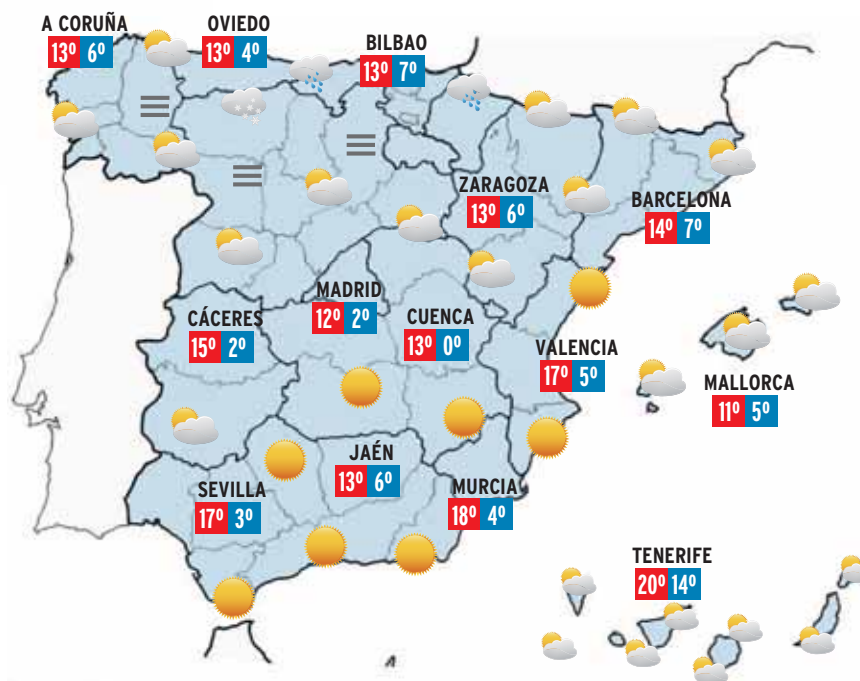 A CORUÑA
13º 6º
OVIEDO
13º 4º
BILBAO
13º 7º
ZARAGOZA
13º 6º
BARCELONA
14º 7º
MADRID
12º 2º
CÁCERES
15º 2º
CUENCA
13º 0º
VALENCIA
17º 5º
MALLORCA
11º 5º
JAÉN
13º 6º
SEVILLA
17º 3º
MURCIA
18º 4º
TENERIFE
20º 14º